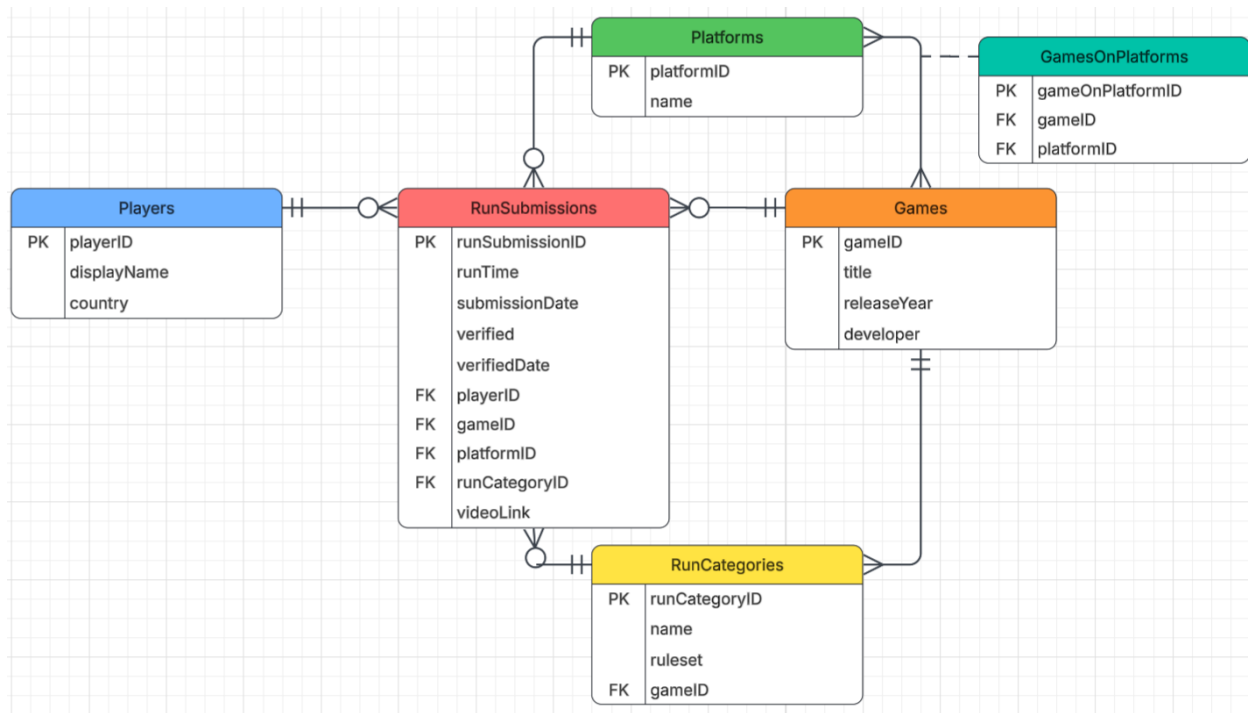 Platforms
PK platformID
name
GamesOnPlatforms
PK gameOnPlatformID
FK gameID
FK platformID
Players
PK playerID
displayName
country
RunSubmissions
PK runSubmissionID
runTime
submissionDate
verified
verifiedDate
FK playerID
FK gameID
FK platformID
FK runCategoryID
videoLink
Games
PK gameID
title
releaseYear
developer
RunCategories
PK runCategoryID
name
ruleset
FK gameID